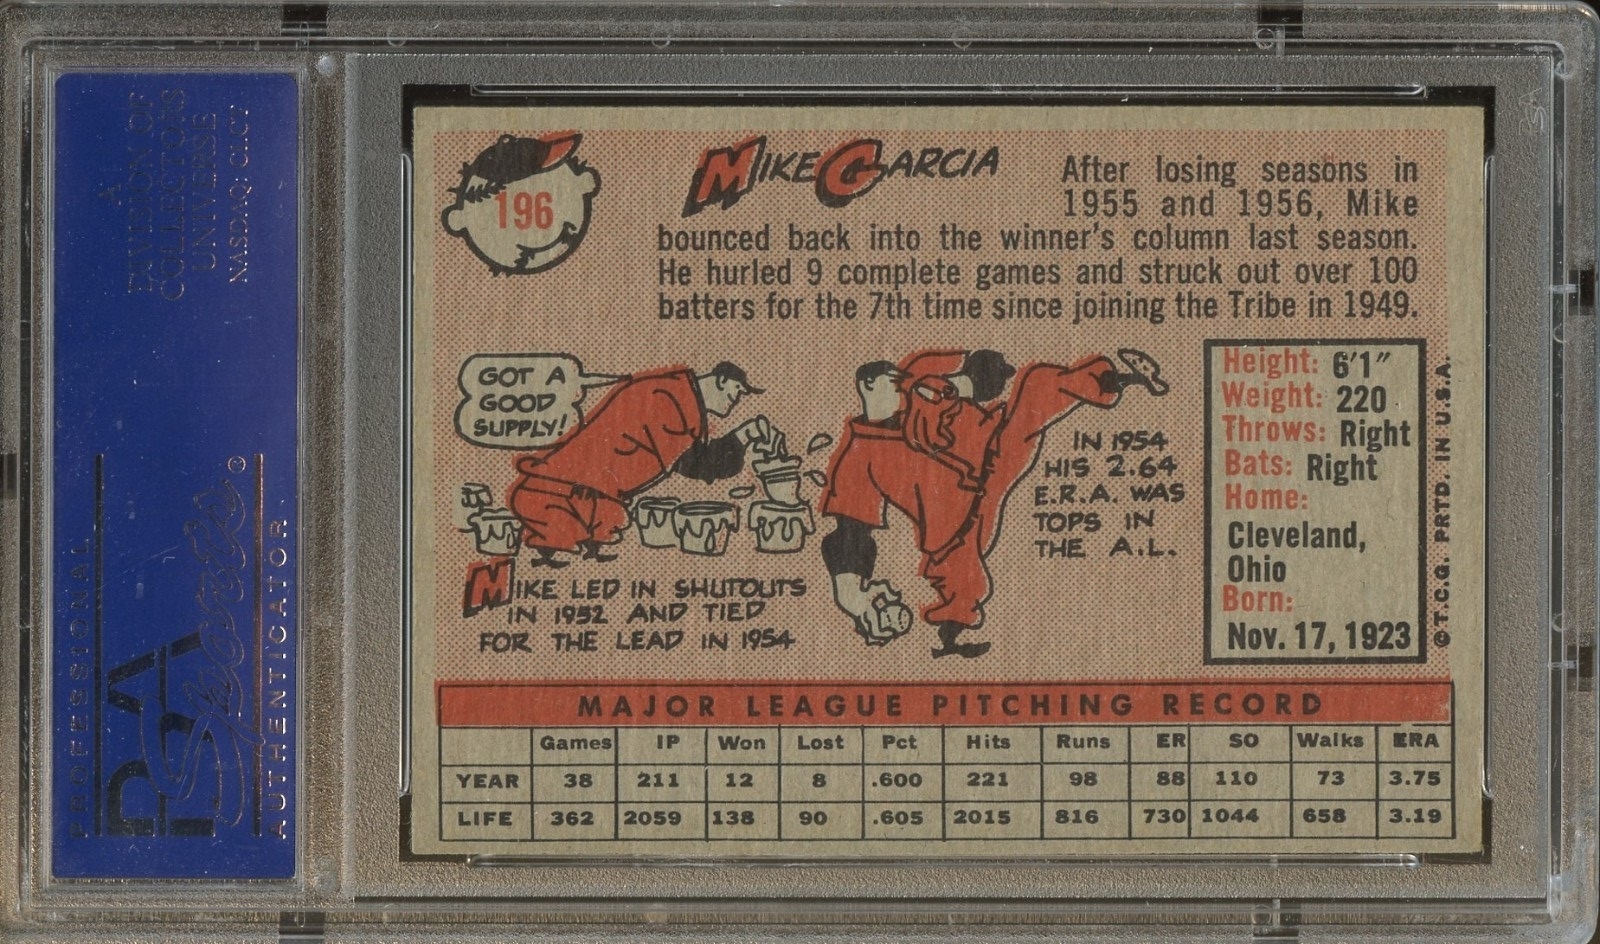 A
DIVISION OF
COLLECTORS
UNIVERSE
NASDAQ: CLCT
PROFESSIONAL
PSA
Sports
®
AUTHENTICATOR
PSA
196
MIKE GARCIA
After losing seasons in
1955 and 1956, Mike
bounced back into the winner's column last season.
He hurled 9 complete games and struck out over 100
batters for the 7th time since joining the Tribe in 1949.
GOT A
GOOD
SUPPLY!
MIKE LED IN SHUTOUTS
IN 1952 AND TIED
FOR THE LEAD IN 1954
IN 1954
HIS 2.64
E.R.A. WAS
TOPS IN
THE A.L.
Height: 6'1"
Weight: 220
Throws: Right
Bats: Right
Home:
Cleveland,
Ohio
Born:
Nov. 17, 1923
©T.C.G. PRTD. IN U.S.A.
MAJOR LEAGUE PITCHING RECORD
Games IP Won Lost Pct Hits Runs ER SO Walks ERA
YEAR 38 211 12 8 .600 221 98 88 110 73 3.75
LIFE 362 2059 138 90 .605 2015 816 730 1044 658 3.19